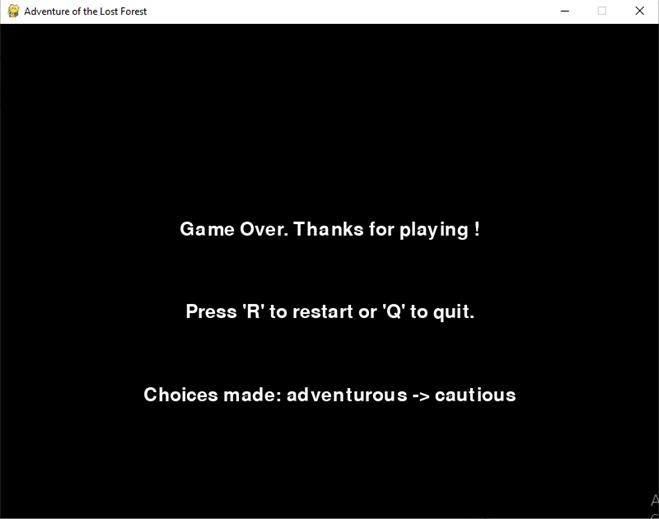 Adventure of the Lost Forest
Game Over. Thanks for playing !
Press 'R' to restart or 'Q' to quit.
Choices made: adventurous -> cautious